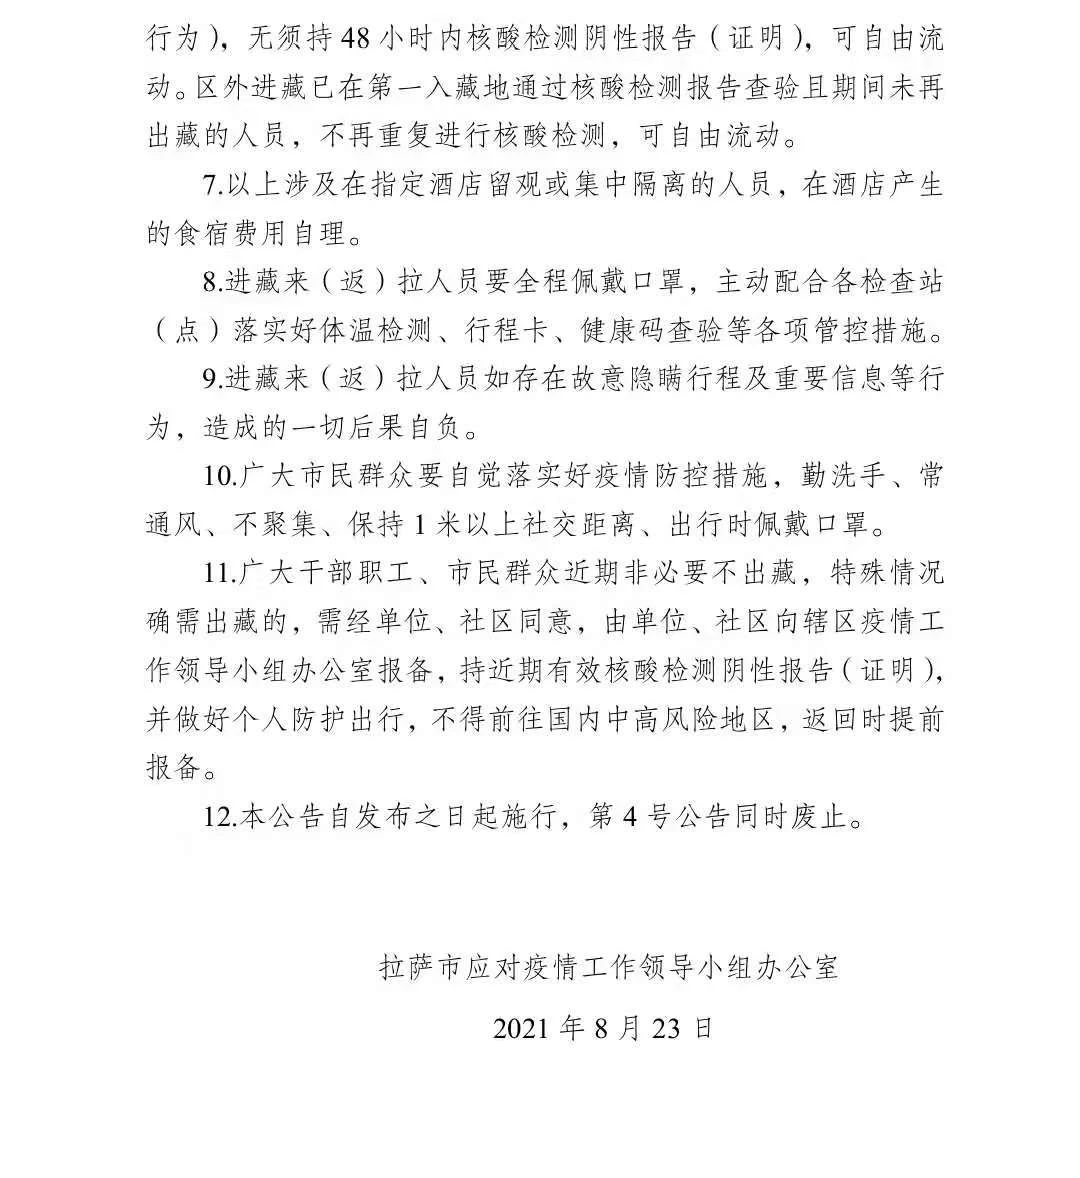 行为），无须持 48 小时内核酸检测阴性报告（证明），可自由流
动。区外进藏已在第一入藏地通过核酸检测报告查验且期间未再
出藏的人员，不再重复进行核酸检测，可自由流动。
7.以上涉及在指定酒店留观或集中隔离的人员，在酒店产生
的食宿费用自理。
8.进藏来（返）拉人员要全程佩戴口罩，主动配合各检查站
（点）落实好体温检测、行程卡、健康码查验等各项管控措施。
9.进藏来（返）拉人员如存在故意隐瞒行程及重要信息等行
为，造成的一切后果自负。
10.广大市民群众要自觉落实好疫情防控措施，勤洗手、常
通风、不聚集、保持 1 米以上社交距离、出行时佩戴口罩。
11.广大干部职工、市民群众近期非必要不出藏，特殊情况
确需出藏的，需经单位、社区同意，由单位、社区向辖区疫情工
作领导小组办公室报备，持近期有效核酸检测阴性报告（证明），
并做好个人防护出行，不得前往国内中高风险地区，返回时提前
报备。
12.本公告自发布之日起施行，第 4 号公告同时废止。
拉萨市应对疫情工作领导小组办公室
2021 年 8 月 23 日